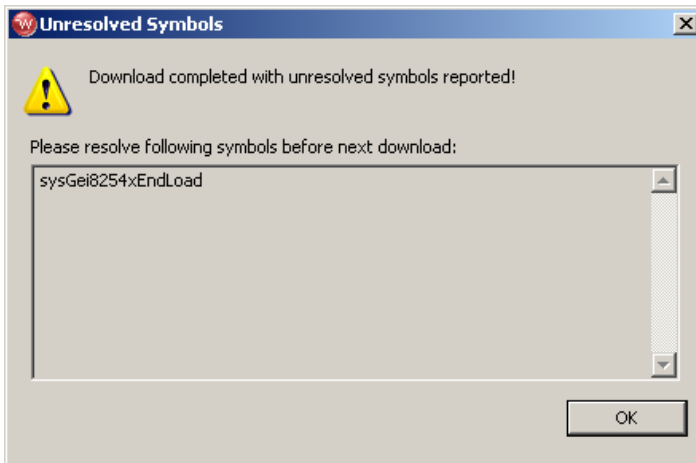 Unresolved Symbols
Download completed with unresolved symbols reported!
Please resolve following symbols before next download:
sysGei8254xEndLoad
OK